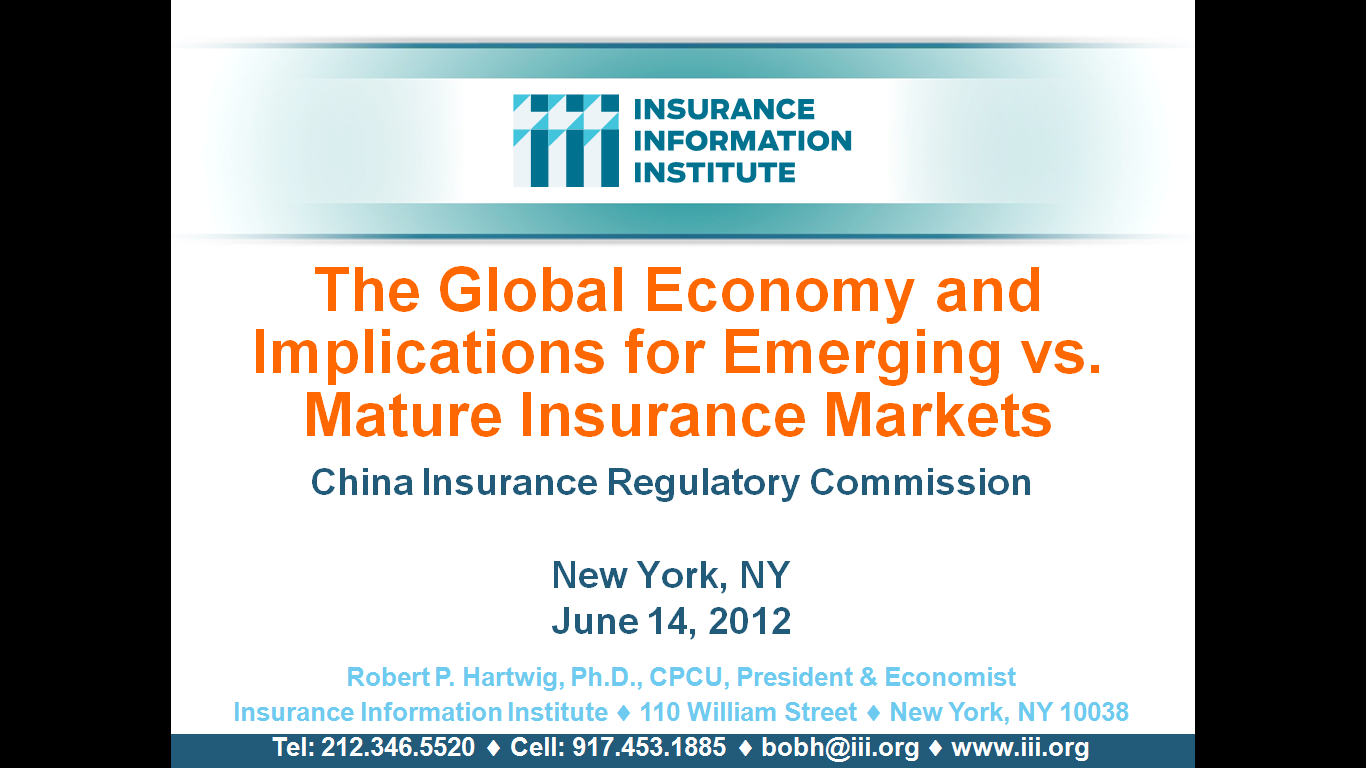 INSURANCE
INFORMATION
INSTITUTE
The Global Economy and
Implications for Emerging vs.
Mature Insurance Markets
China Insurance Regulatory Commission
New York, NY
June 14, 2012
Robert P. Hartwig, Ph.D., CPCU, President & Economist
Insurance Information Institute ♦ 110 William Street ♦ New York, NY 10038
Tel: 212.346.5520 ♦ Cell: 917.453.1885 ♦ bobh@iii.org ♦ www.iii.org